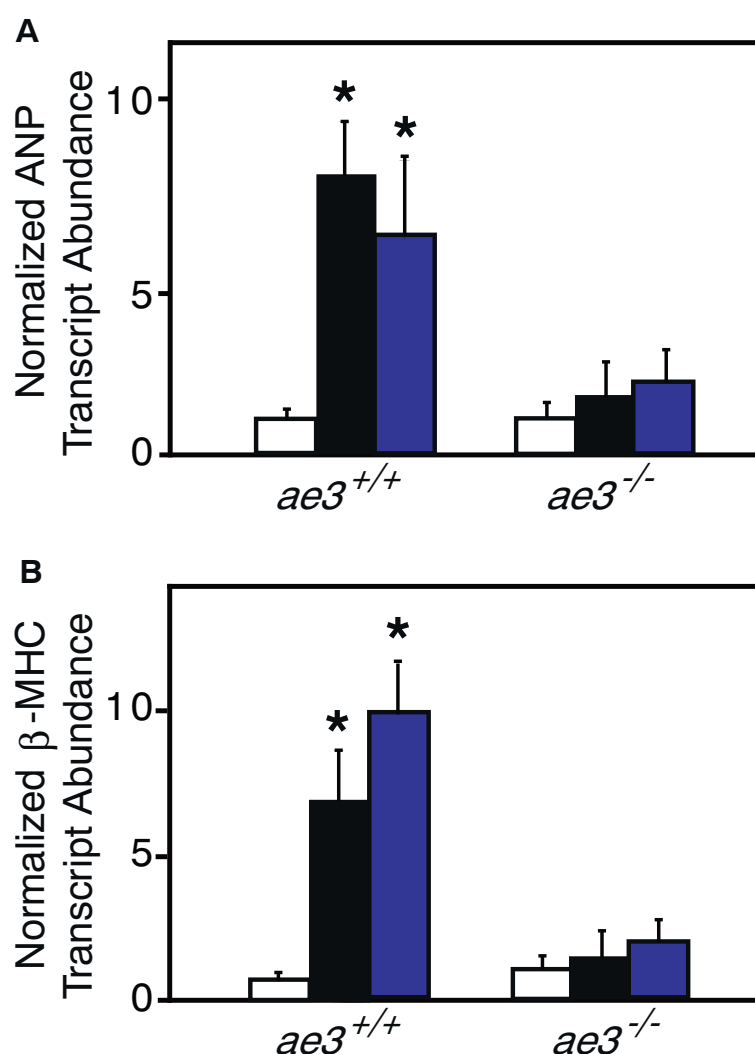 A
Normalized ANP
Transcript Abundance
10
5
0
*
*
ae3+/+
ae3-/-
B
Normalized β-MHC
Transcript Abundance
10
5
0
*
*
ae3+/+
ae3-/-